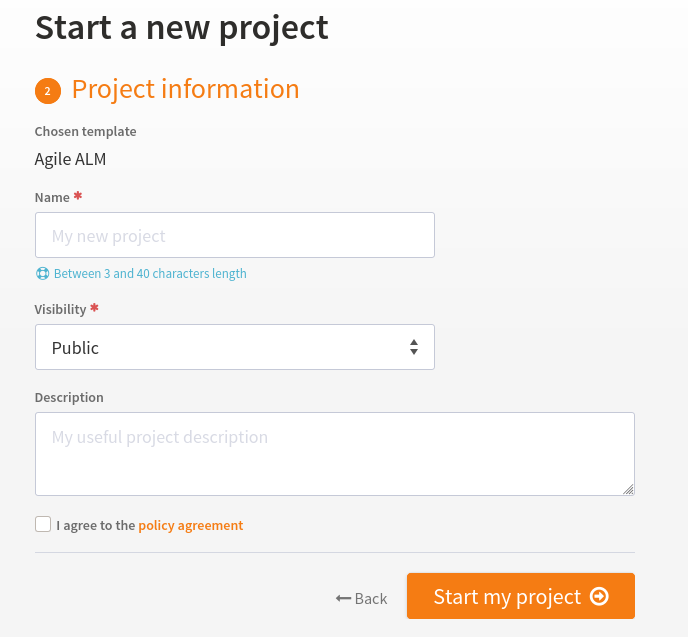 Start a new project
2 Project information
Chosen template
Agile ALM
Name *
My new project
Between 3 and 40 characters length
Visibility *
Public
Description
My useful project description
I agree to the policy agreement
Back
Start my project